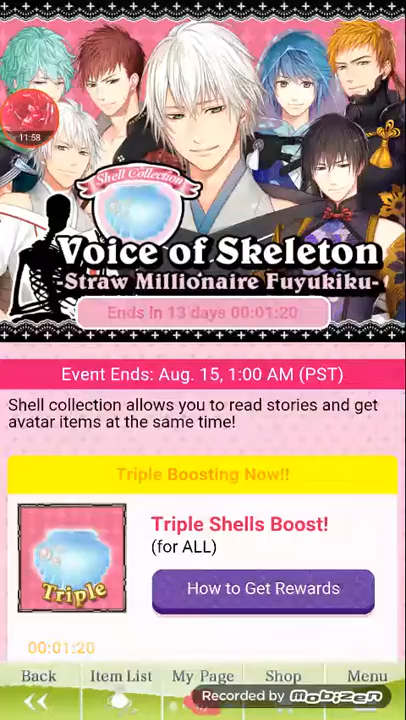 11:58
Shell Collection
Voice of Skeleton
-Straw Millionaire Fuyukiku-
Ends in 13 days 00:01:20
Event Ends: Aug. 15, 1:00 AM (PST)
Shell collection allows you to read stories and get
avatar items at the same time!
Triple Boosting Now!!
Triple Shells Boost!
(for ALL)
Triple
How to Get Rewards
00:01:20
Back Item List My Page Shop Menu
Recorded by Mobizen